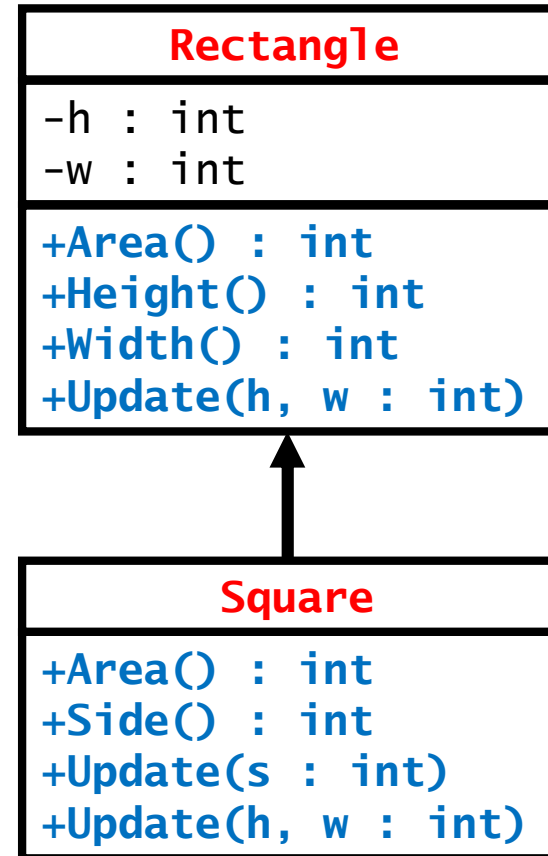 Rectangle
-h : int
-w : int
+Area() : int
+Height() : int
+Width() : int
+Update(h, w : int)
Square
+Area() : int
+Side() : int
+Update(s : int)
+Update(h, w : int)